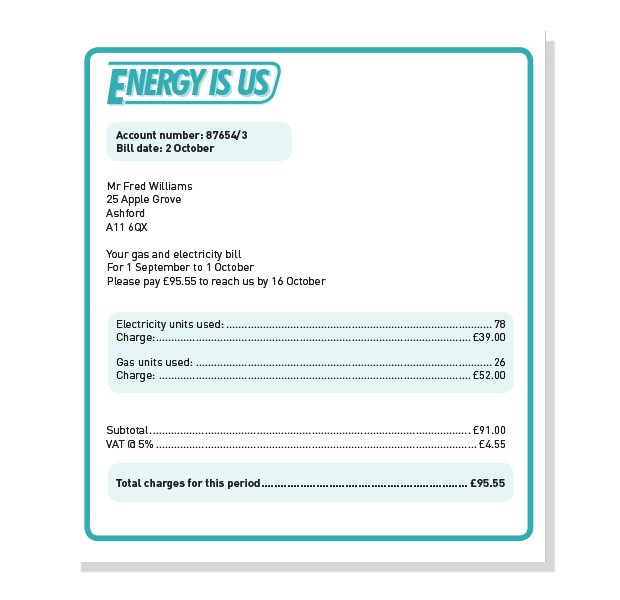 ENERGY IS US
Account number: 87654/3
Bill date: 2 October
Mr Fred Williams
25 Apple Grove
Ashford
A11 6QX
Your gas and electricity bill
For 1 September to 1 October
Please pay £95.55 to reach us by 16 October
Electricity units used: ........................................................................................ 78
Charge:........................................................................................................ £39.00
Gas units used: ................................................................................................. 26
Charge: ....................................................................................................... £52.00
Subtotal......................................................................................................... £91.00
VAT @ 5% ......................................................................................................... £4.55
Total charges for this period.................................................................. £95.55